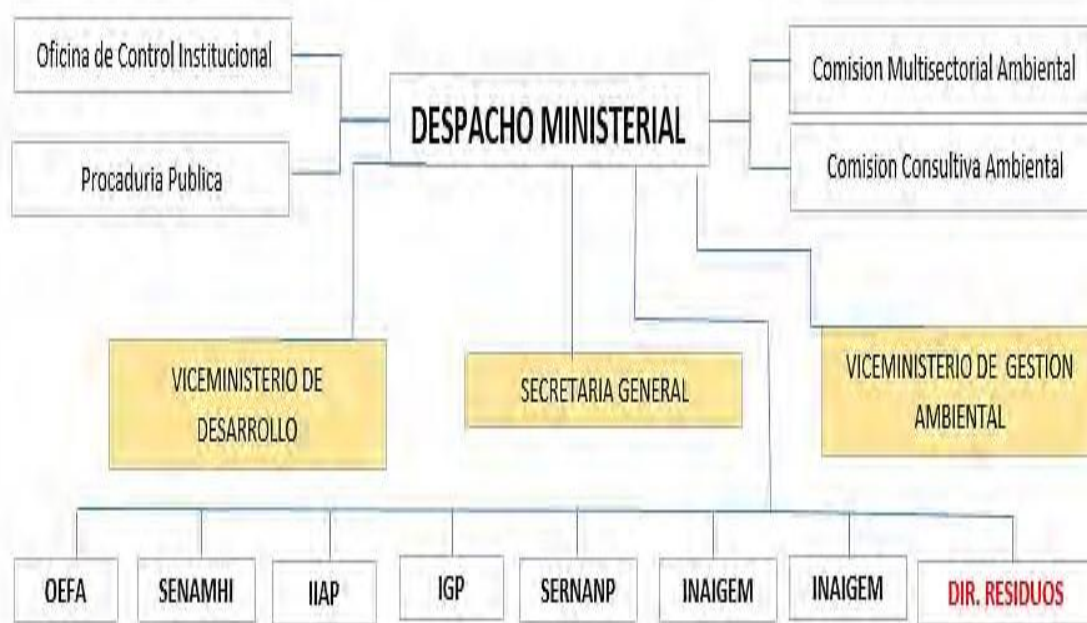 Oficina de Control Institucional
Comision Multisectorial Ambiental
DESPACHO MINISTERIAL
Procaduria Publica
Comision Consultiva Ambiental
VICEMINISTERIO DE
DESARROLLO
SECRETARIA GENERAL
VICEMINISTERIO DE GESTION
AMBIENTAL
OEFA
SENAMHI
IIAP
IGP
SERNANP
INAIGEM
INAIGEM
DIR. RESIDUOS